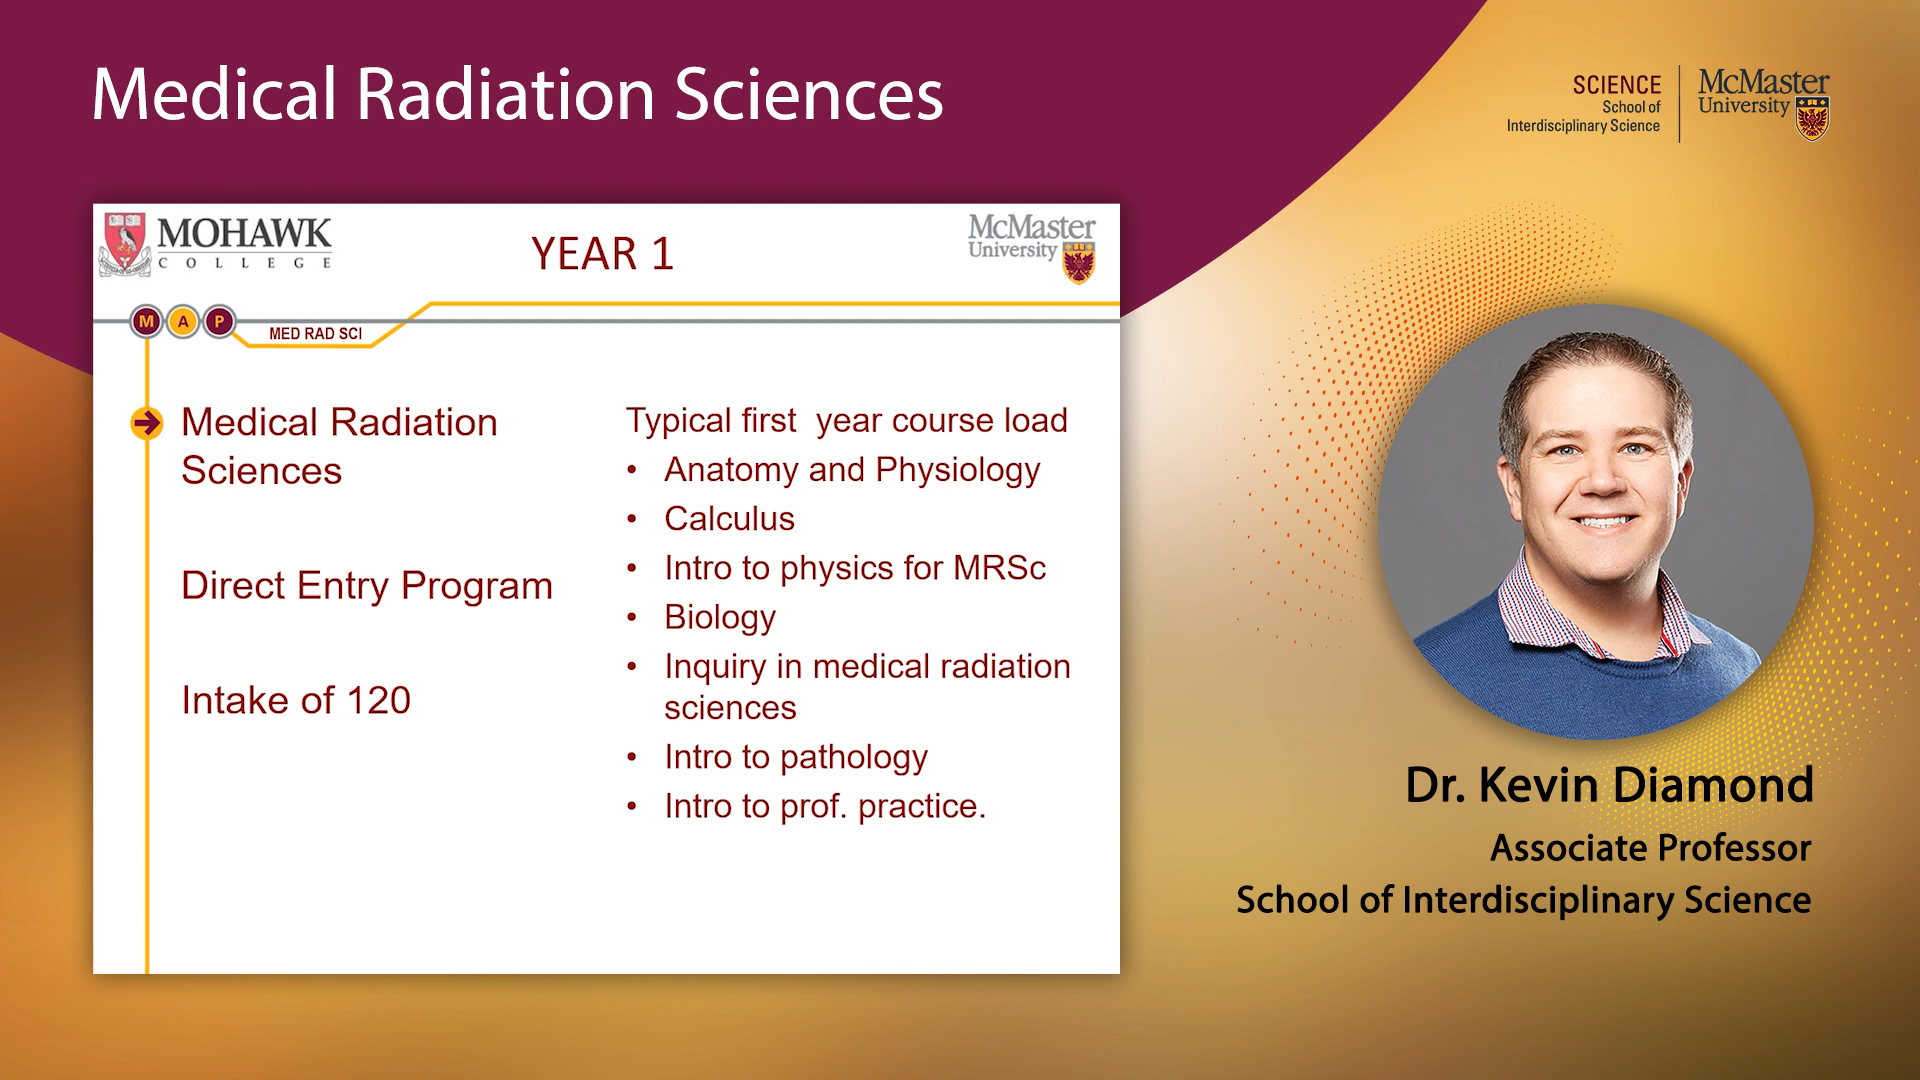 Medical Radiation Sciences
SCIENCE
School of
Interdisciplinary Science
McMaster
University
MOHAWK
COLLEGE
YEAR 1
McMaster
University
M A P
MED RAD SCI
Medical Radiation
Sciences
Direct Entry Program
Intake of 120
Typical first year course load
• Anatomy and Physiology
• Calculus
• Intro to physics for MRSc
• Biology
• Inquiry in medical radiation
sciences
• Intro to pathology
• Intro to prof. practice.
Dr. Kevin Diamond
Associate Professor
School of Interdisciplinary Science